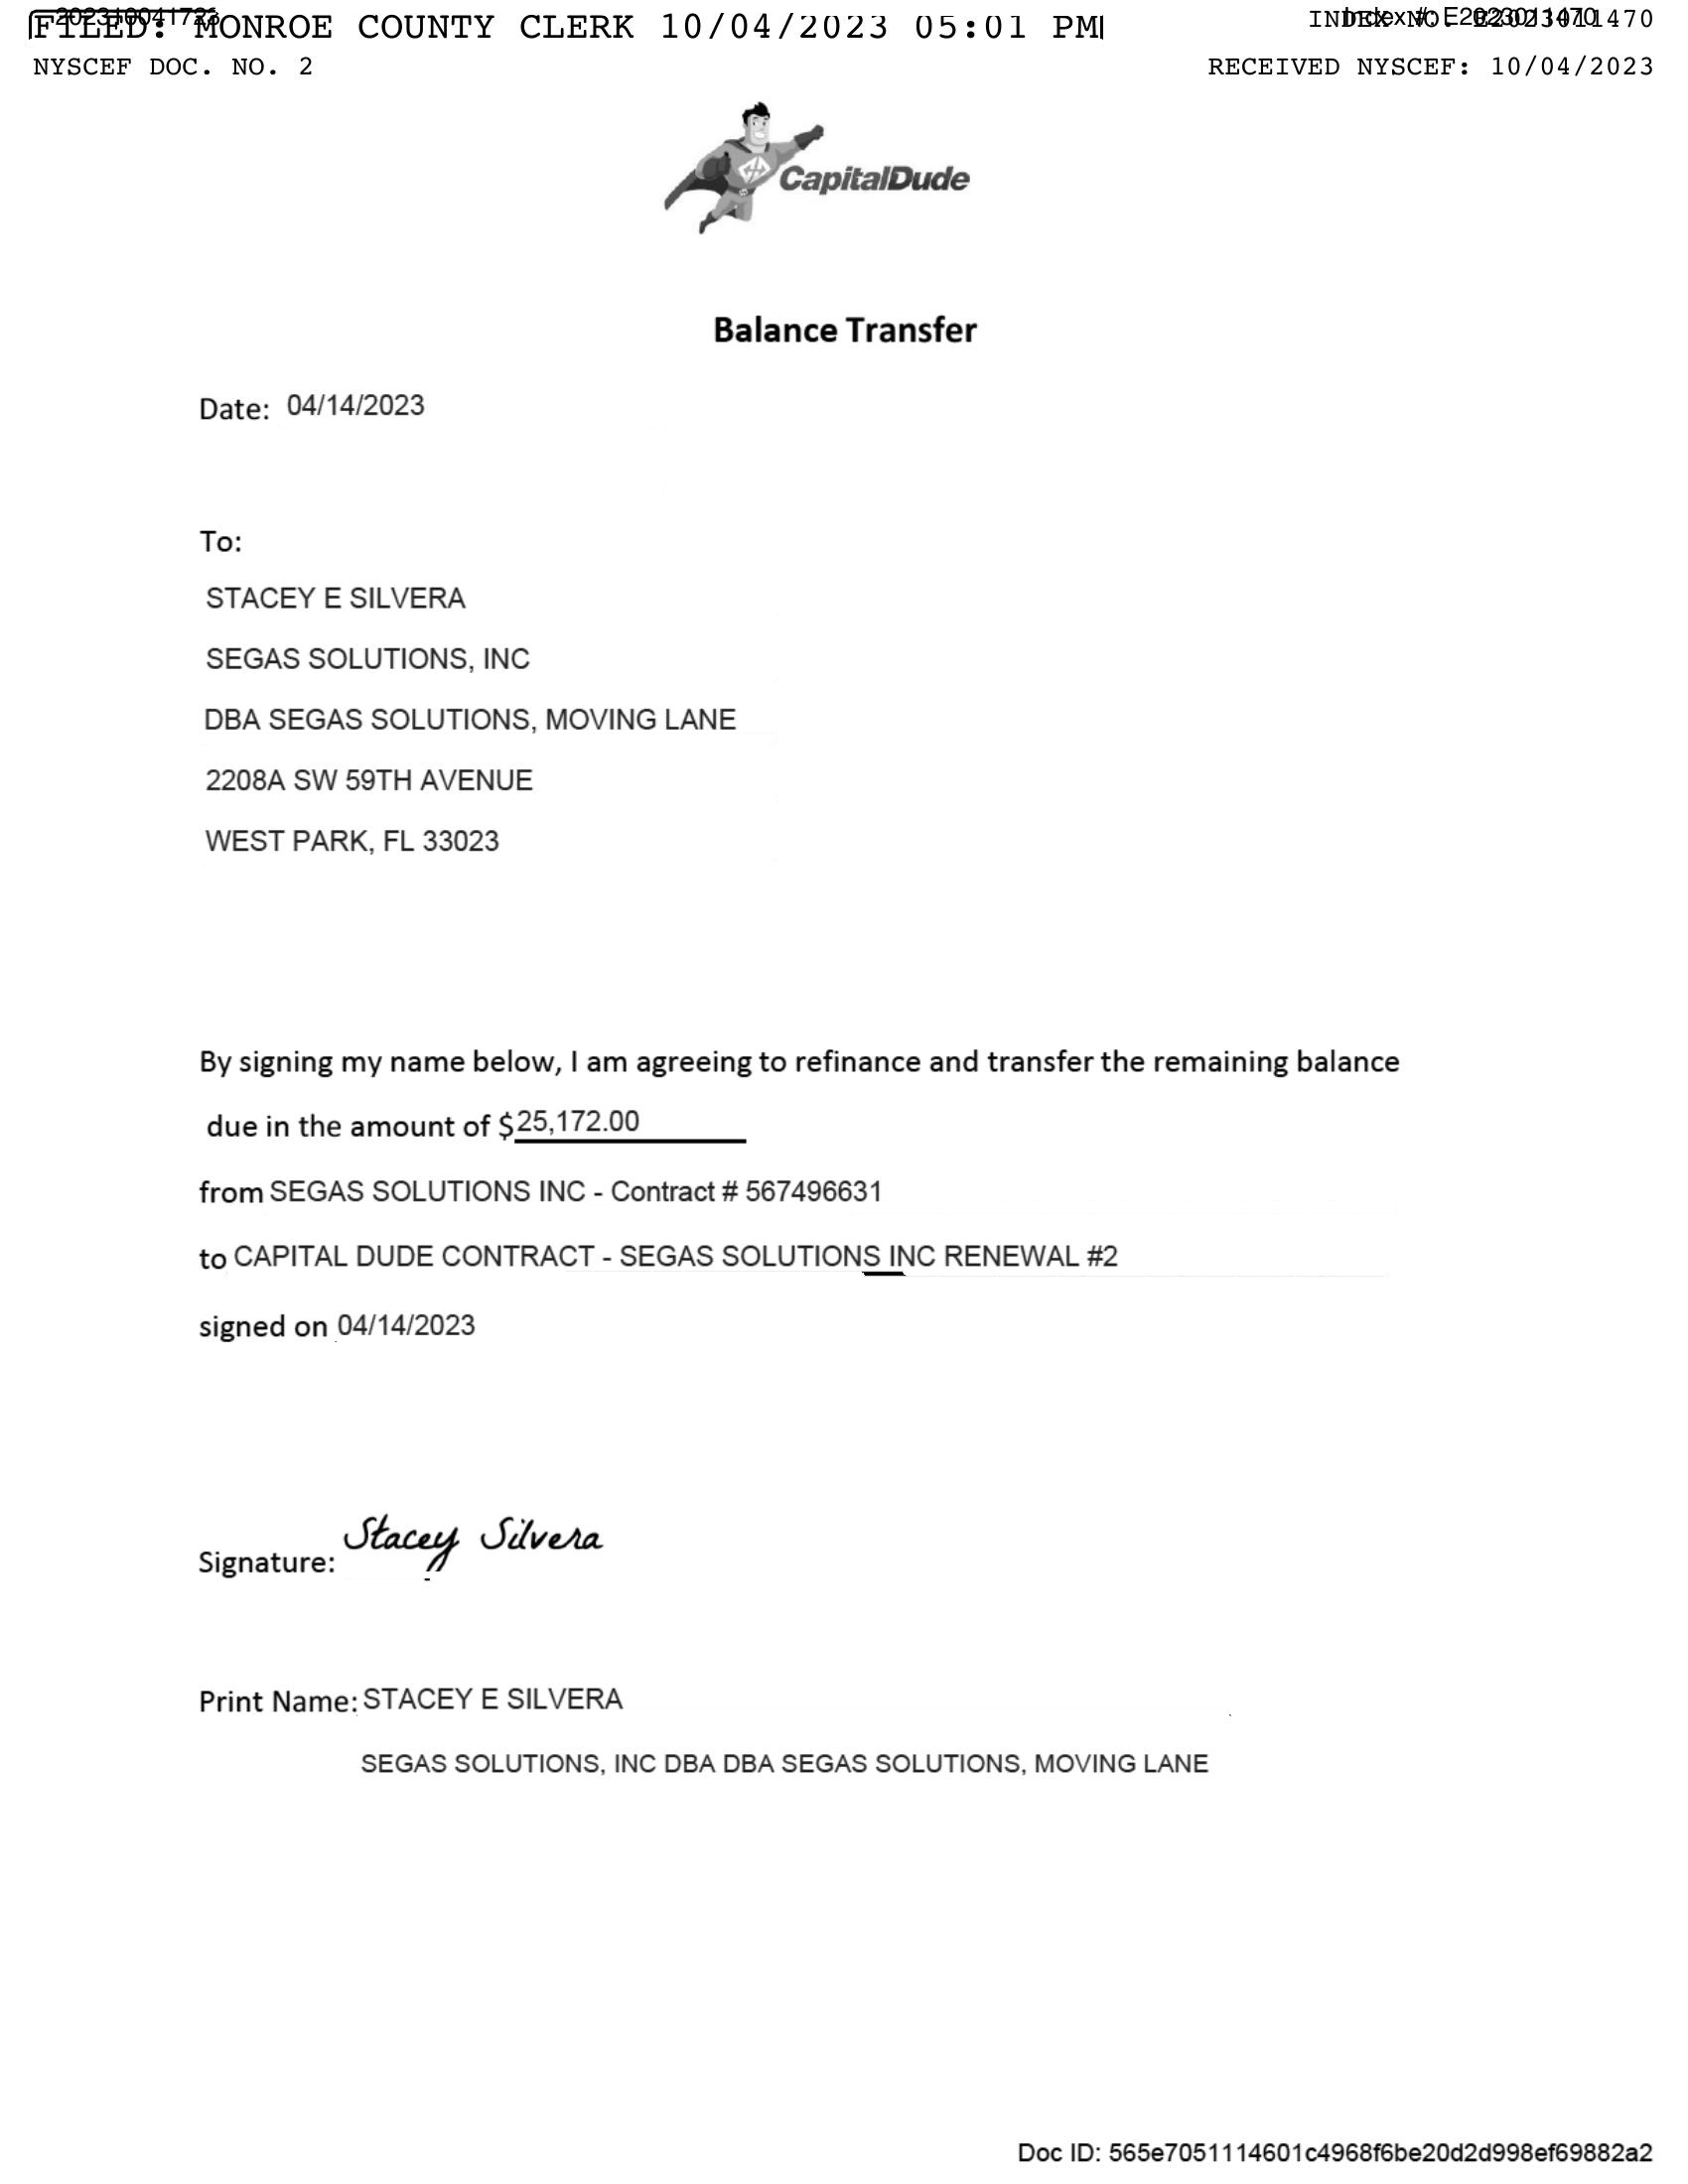 202310041723
FILED: MONROE COUNTY CLERK 10/04/2023 05:01 PM
INDEX NO. E2023011470
Index #: E2023011470
NYSCEF DOC. NO. 2
RECEIVED NYSCEF: 10/04/2023
CapitalDude
Balance Transfer
Date: 04/14/2023
To:
STACEY E SILVERA
SEGAS SOLUTIONS, INC
DBA SEGAS SOLUTIONS, MOVING LANE
2208A SW 59TH AVENUE
WEST PARK, FL 33023
By signing my name below, I am agreeing to refinance and transfer the remaining balance
due in the amount of $25,172.00
from SEGAS SOLUTIONS INC - Contract # 567496631
to CAPITAL DUDE CONTRACT - SEGAS SOLUTIONS INC RENEWAL #2
signed on 04/14/2023
Signature: Stacey Silvera
Print Name: STACEY E SILVERA
SEGAS SOLUTIONS, INC DBA DBA SEGAS SOLUTIONS, MOVING LANE
Doc ID: 565e7051114601c4968f6be20d2d998ef69882a2